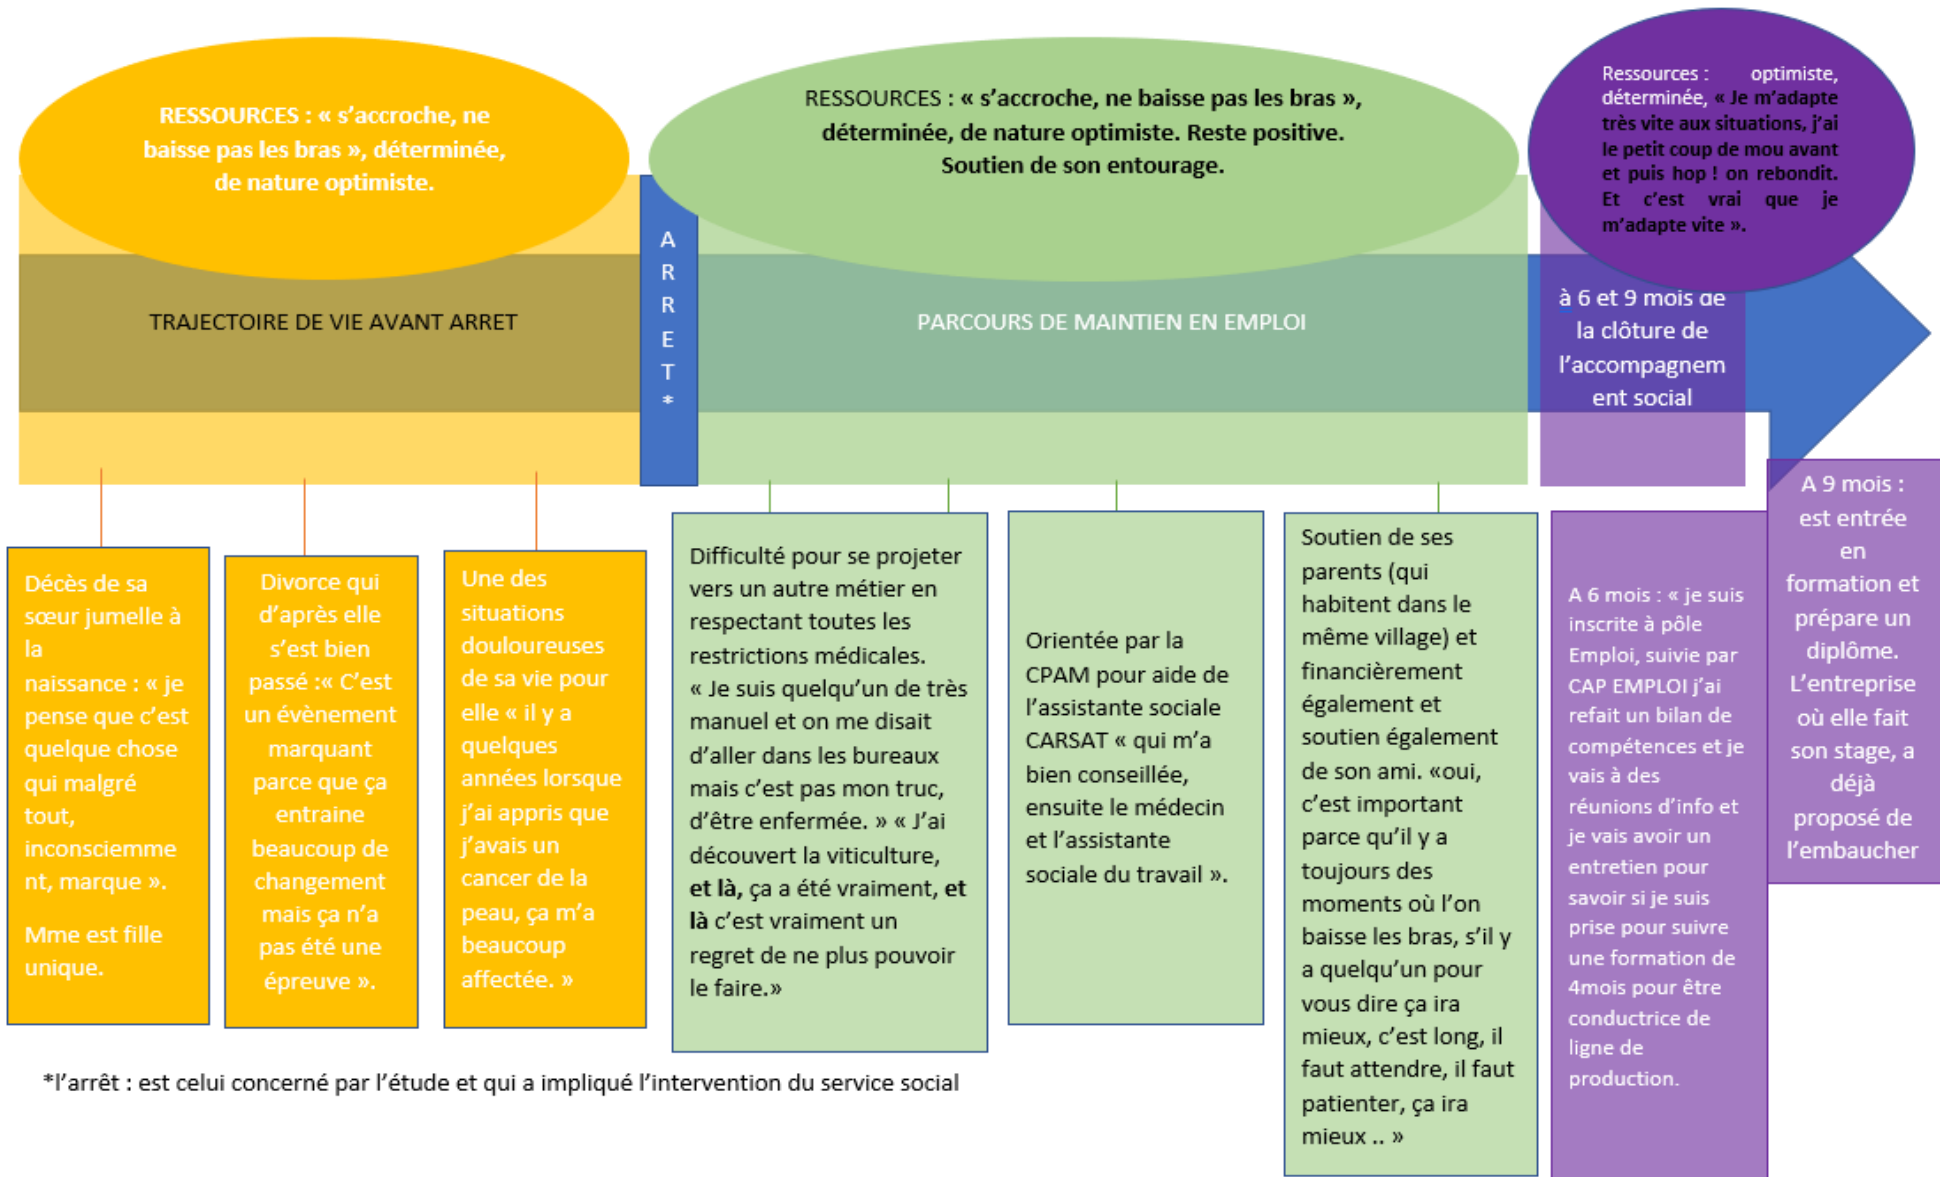 RESSOURCES : « s’accroche, ne
baisse pas les bras », déterminée,
de nature optimiste.
RESSOURCES : « s’accroche, ne baisse pas les bras »,
déterminée, de nature optimiste. Reste positive.
Soutien de son entourage.
Ressources : optimiste,
déterminée, « Je m’adapte
très vite aux situations, j’ai
le petit coup de mou avant
et puis hop ! on rebondit.
Et c’est vrai que je
m’adapte vite ».
TRAJECTOIRE DE VIE AVANT ARRET
A
R
R
E
T
*
PARCOURS DE MAINTIEN EN EMPLOI
à 6 et 9 mois de
la clôture de
l’accompagnem
ent social
Décès de sa
sœur jumelle à
la
naissance : « je
pense que c’est
quelque chose
qui malgré
tout,
inconsciemme
nt, marque ».
Mme est fille
unique.
Divorce qui
d’après elle
s’est bien
passé :« C’est
un évènement
marquant
parce que ça
entraine
beaucoup de
changement
mais ça n’a
pas été une
épreuve ».
Une des
situations
douloureuses
de sa vie pour
elle « il y a
quelques
années lorsque
j’ai appris que
j’avais un
cancer de la
peau, ça m’a
beaucoup
affectée. »
Difficulté pour se projeter
vers un autre métier en
respectant toutes les
restrictions médicales.
« Je suis quelqu’un de très
manuel et on me disait
d’aller dans les bureaux
mais c’est pas mon truc,
d’être enfermée. » « J’ai
découvert la viticulture,
et là, ça a été vraiment, et
là c’est vraiment un
regret de ne plus pouvoir
le faire.»
Orientée par la
CPAM pour aide de
l’assistante sociale
CARSAT « qui m’a
bien conseillée,
ensuite le médecin
et l’assistante
sociale du travail ».
Soutien de ses
parents (qui
habitent dans le
même village) et
financièrement
également et
soutien également
de son ami. «oui,
c’est important
parce qu’il y a
toujours des
moments où l’on
baisse les bras, s’il y
a quelqu’un pour
vous dire ça ira
mieux, c’est long, il
faut attendre, il faut
patienter, ça ira
mieux .. »
A 6 mois : « je suis
inscrite à pôle
Emploi, suivie par
CAP EMPLOI j’ai
refait un bilan de
compétences et je
vais à des
réunions d’info et
je vais avoir un
entretien pour
savoir si je suis
prise pour suivre
une formation de
4mois pour être
conductrice de
ligne de
production.
A 9 mois :
est entrée
en
formation et
prépare un
diplôme.
L’entreprise
où elle fait
son stage, a
déjà
proposé de
l’embaucher
*l’arrêt : est celui concerné par l’étude et qui a impliqué l’intervention du service social